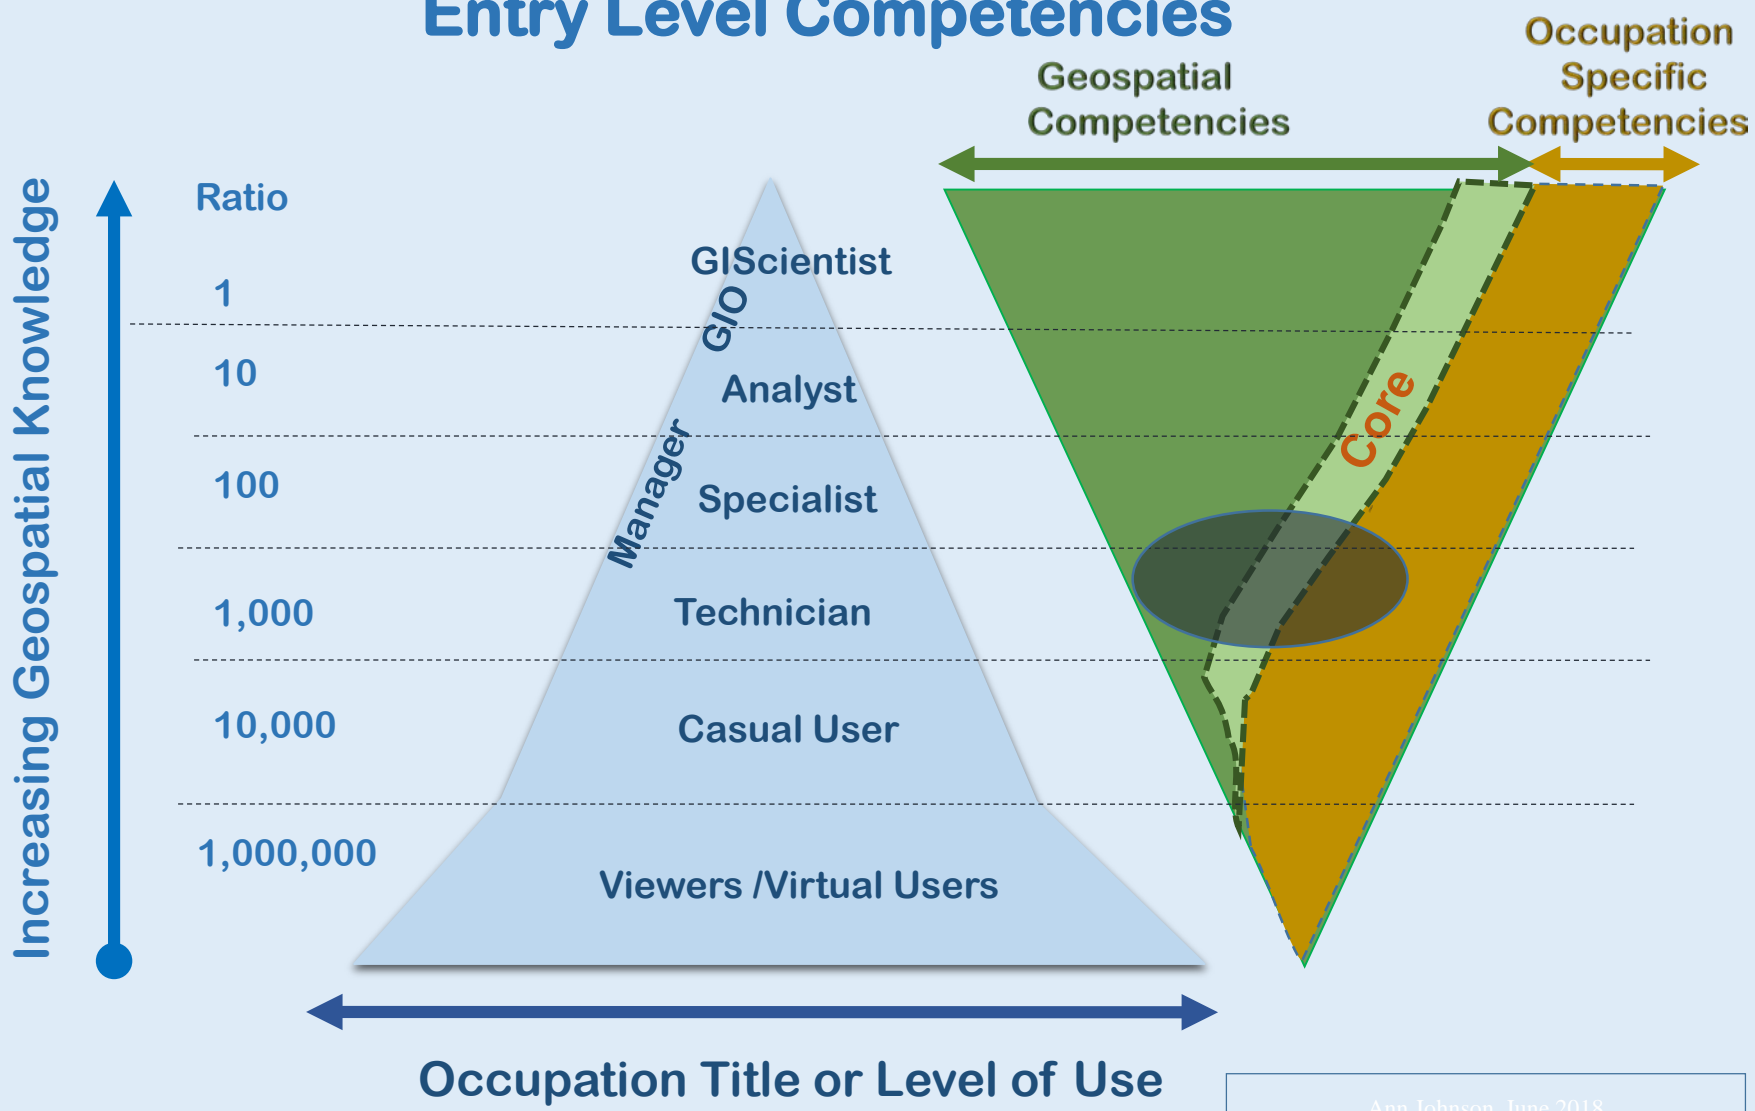 Entry Level Competencies
Occupation
Specific
Competencies
Geospatial
Competencies
Increasing Geospatial Knowledge
Ratio
1
10
100
1,000
10,000
1,000,000
GIScientist
GIO
Analyst
Manager
Specialist
Technician
Casual User
Viewers /Virtual Users
Core
Occupation Title or Level of Use
Ann Johnson, June 2018